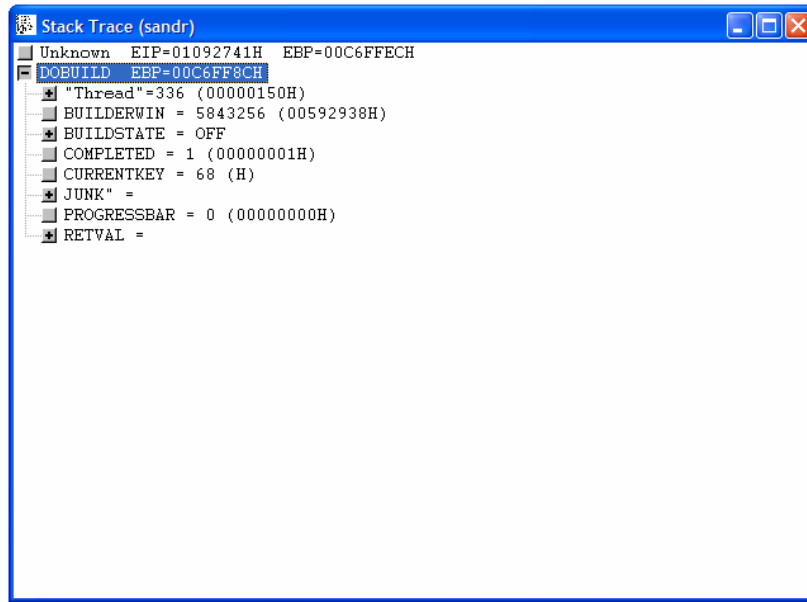 Stack Trace (sandr)
Unknown EIP=01092741H EBP=00C6FFECH
DOBUILD EBP=00C6FF8CH
"Thread"=336 (00000150H)
BUILDERWIN = 5843256 (00592938H)
BUILDSTATE = OFF
COMPLETED = 1 (00000001H)
CURRENTKEY = 68 (H)
JUNK" =
PROGRESSBAR = 0 (00000000H)
RETVAL =